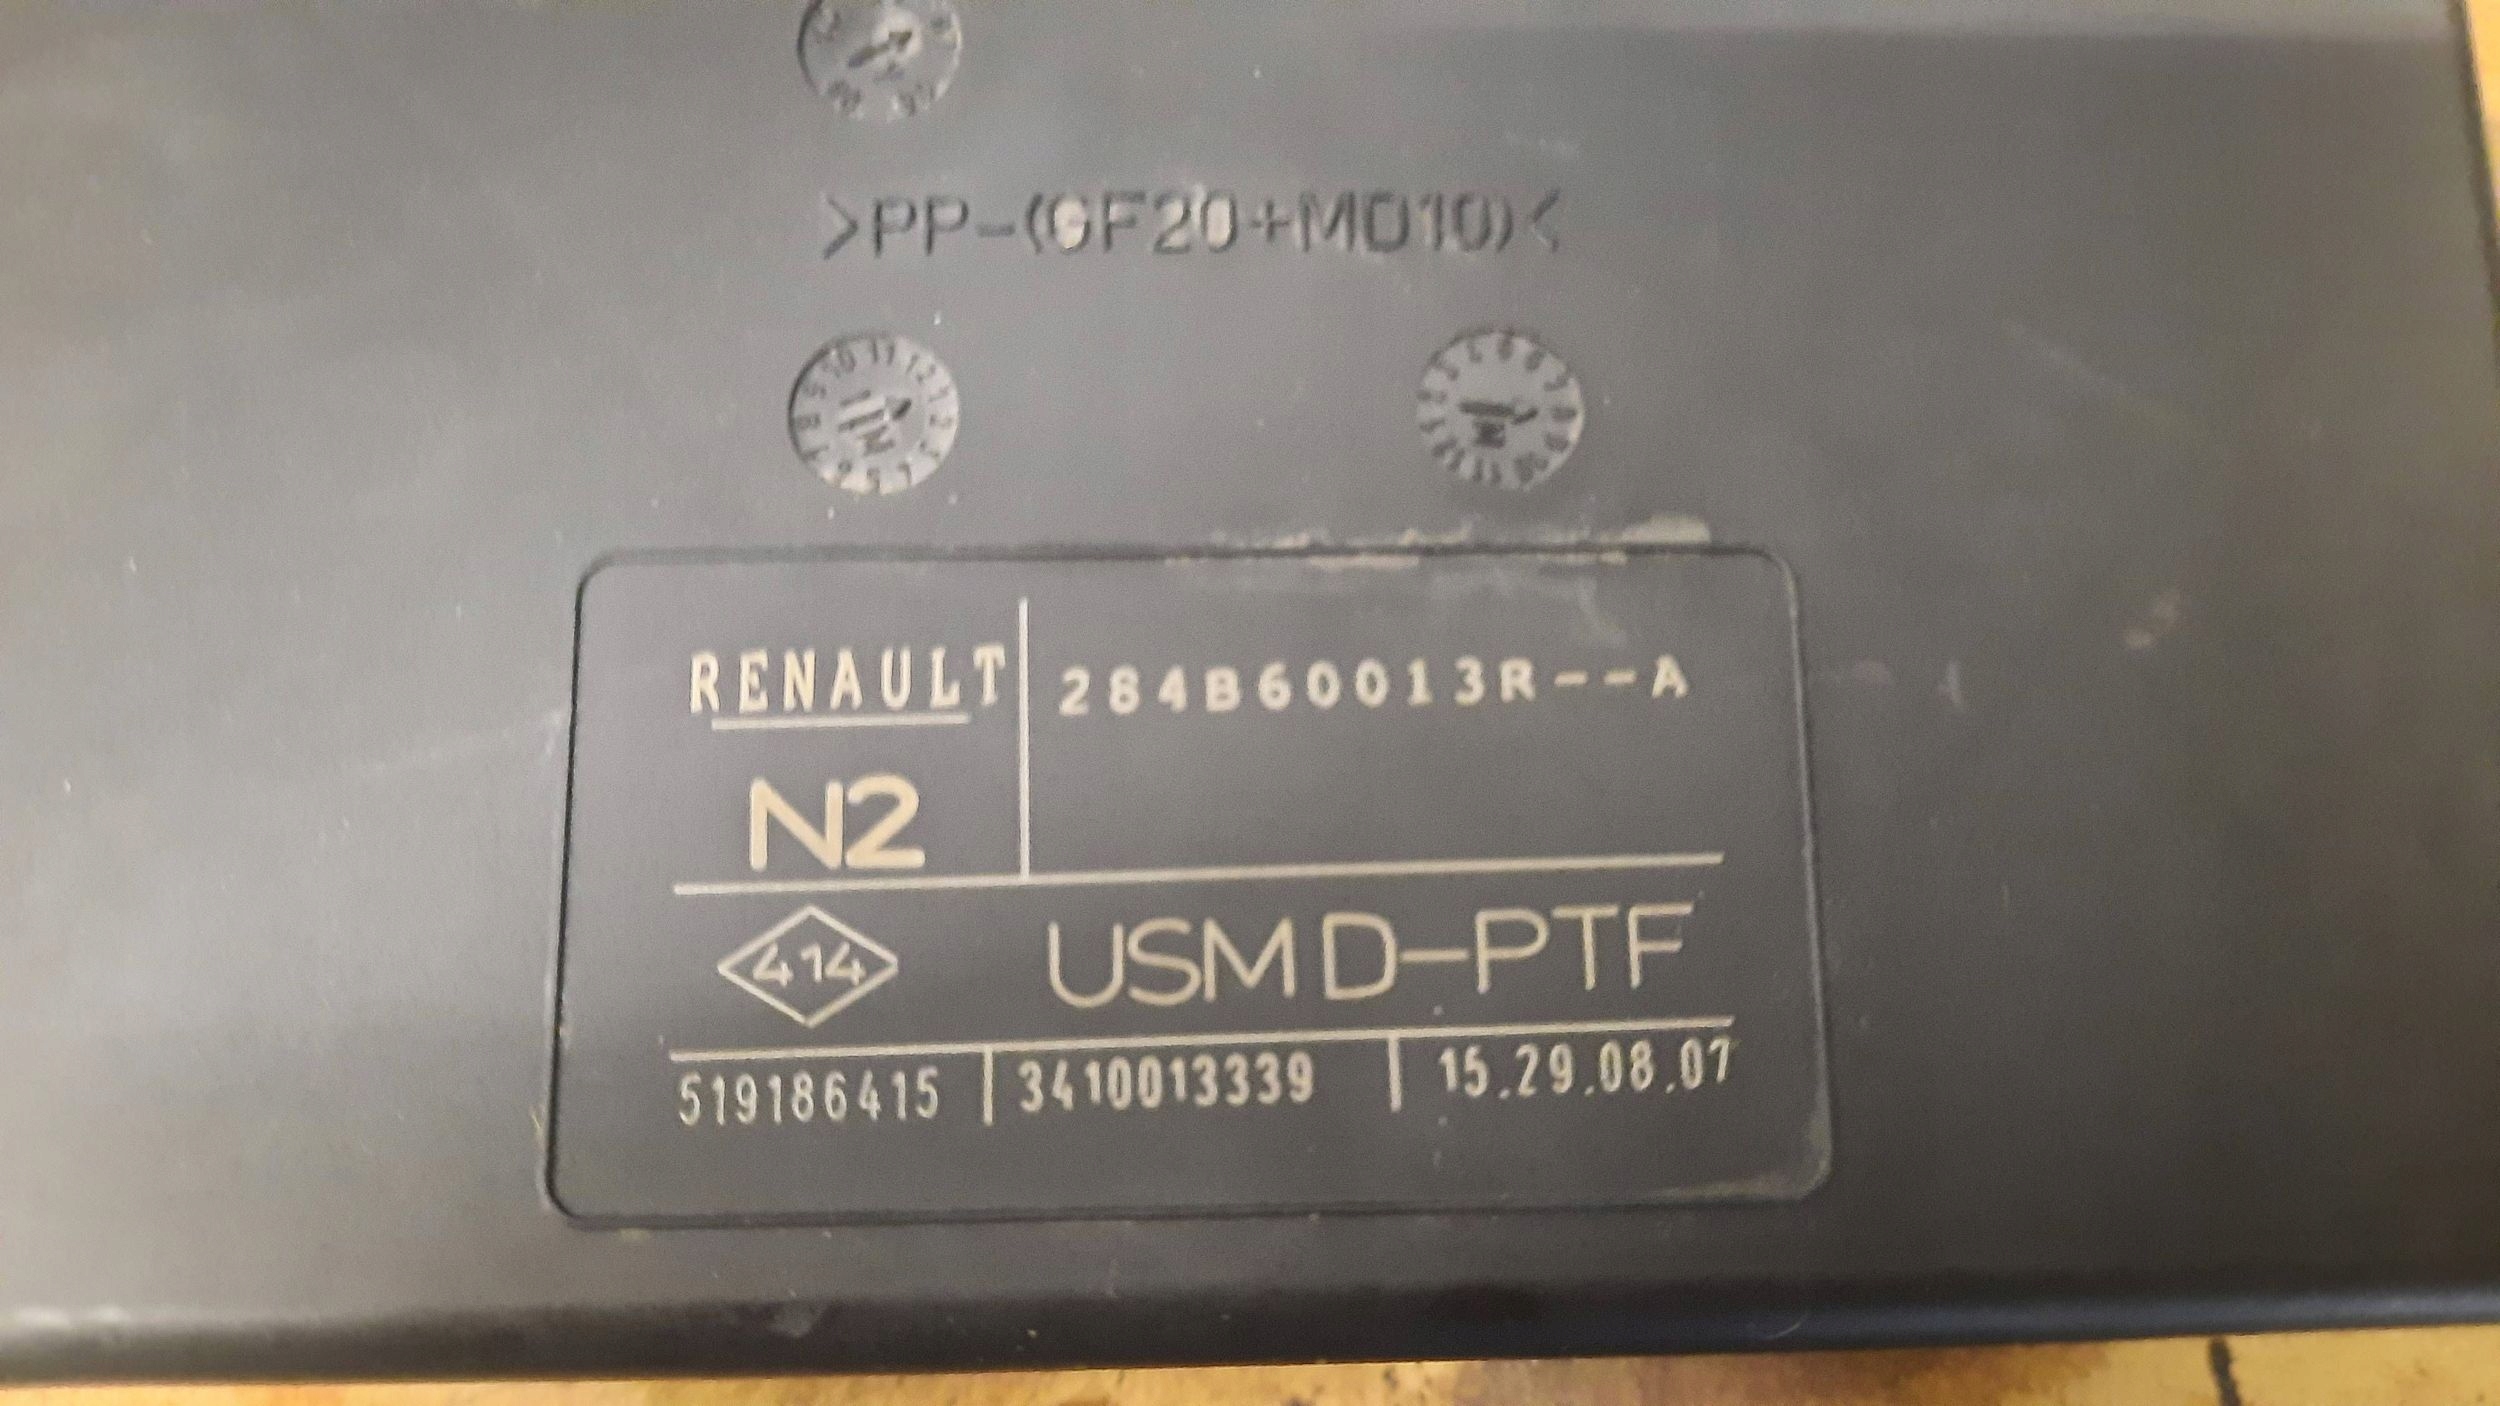 >PP-(GF20+MD10)<
RENAULT
284B60013R--A
N2
414
USM D-PTF
519186415
3410013339
15.29.08.07